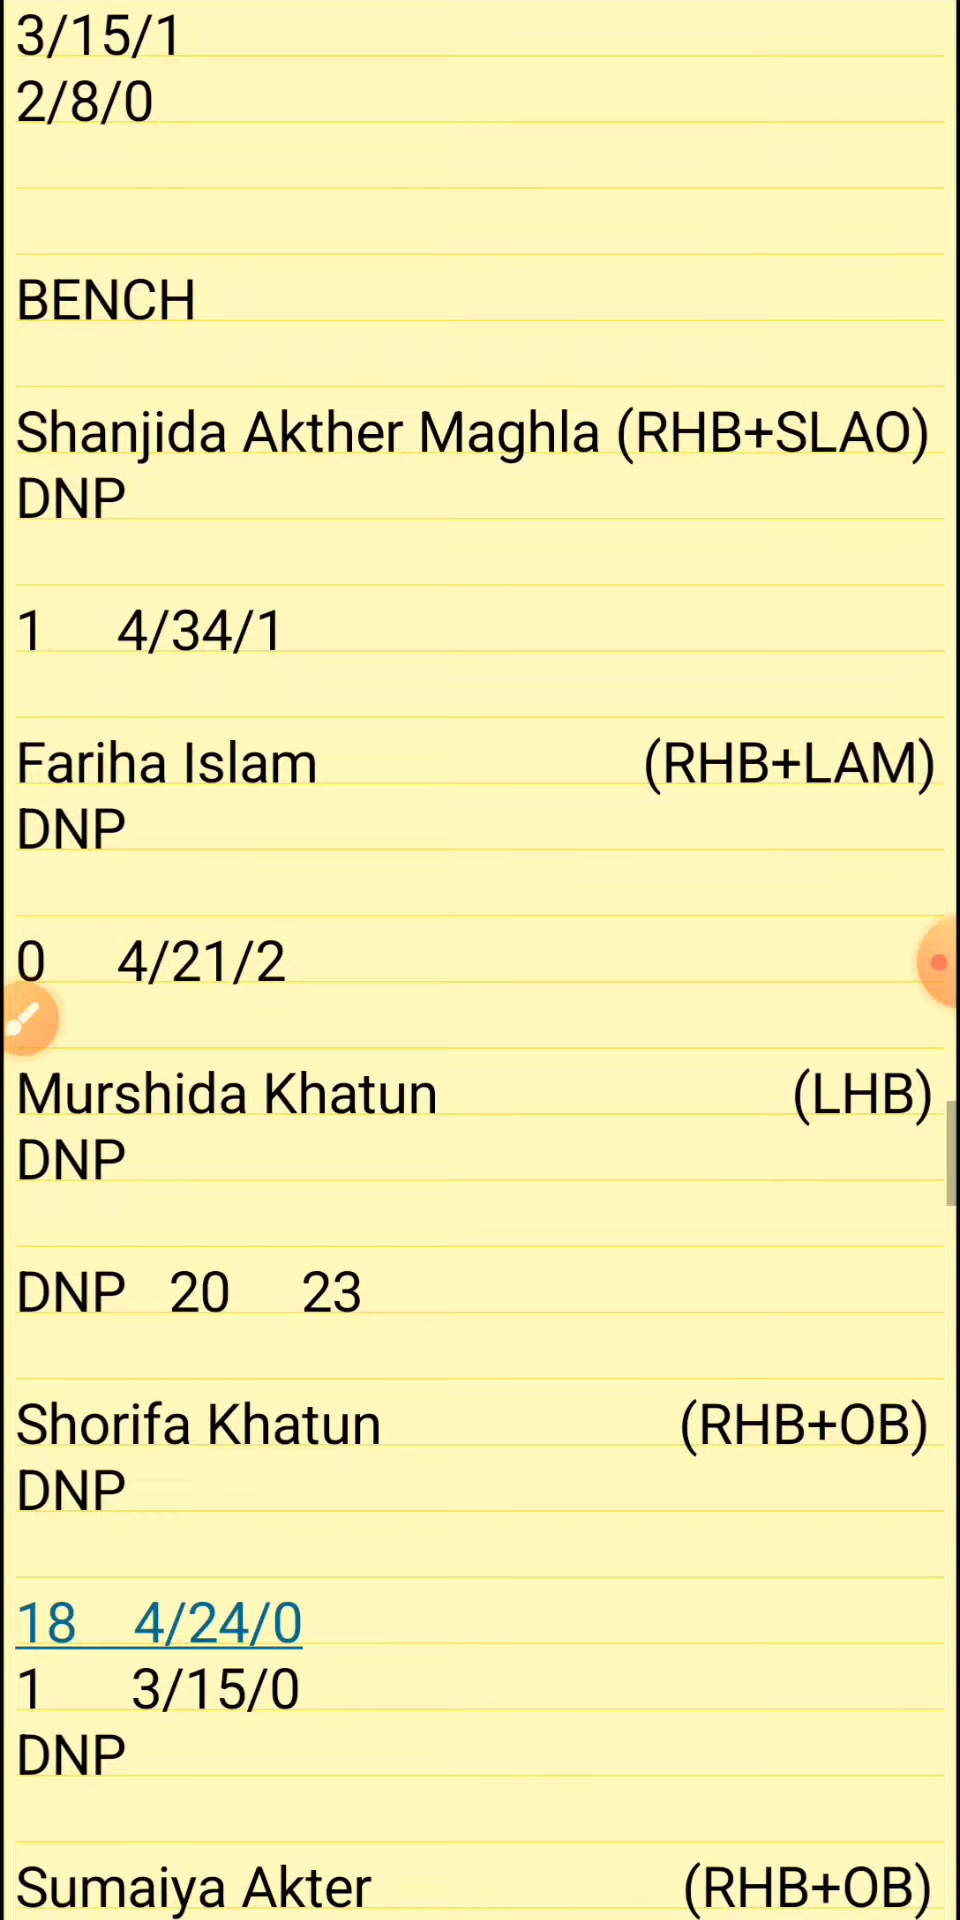 3/15/1
2/8/0
BENCH
Shanjida Akther Maghla (RHB+SLAO)
DNP
1 4/34/1
Fariha Islam (RHB+LAM)
DNP
0 4/21/2
Murshida Khatun (LHB)
DNP
DNP 20 23
Shorifa Khatun (RHB+OB)
DNP
18 4/24/0
1 3/15/0
DNP
Sumaiya Akter (RHB+OB)